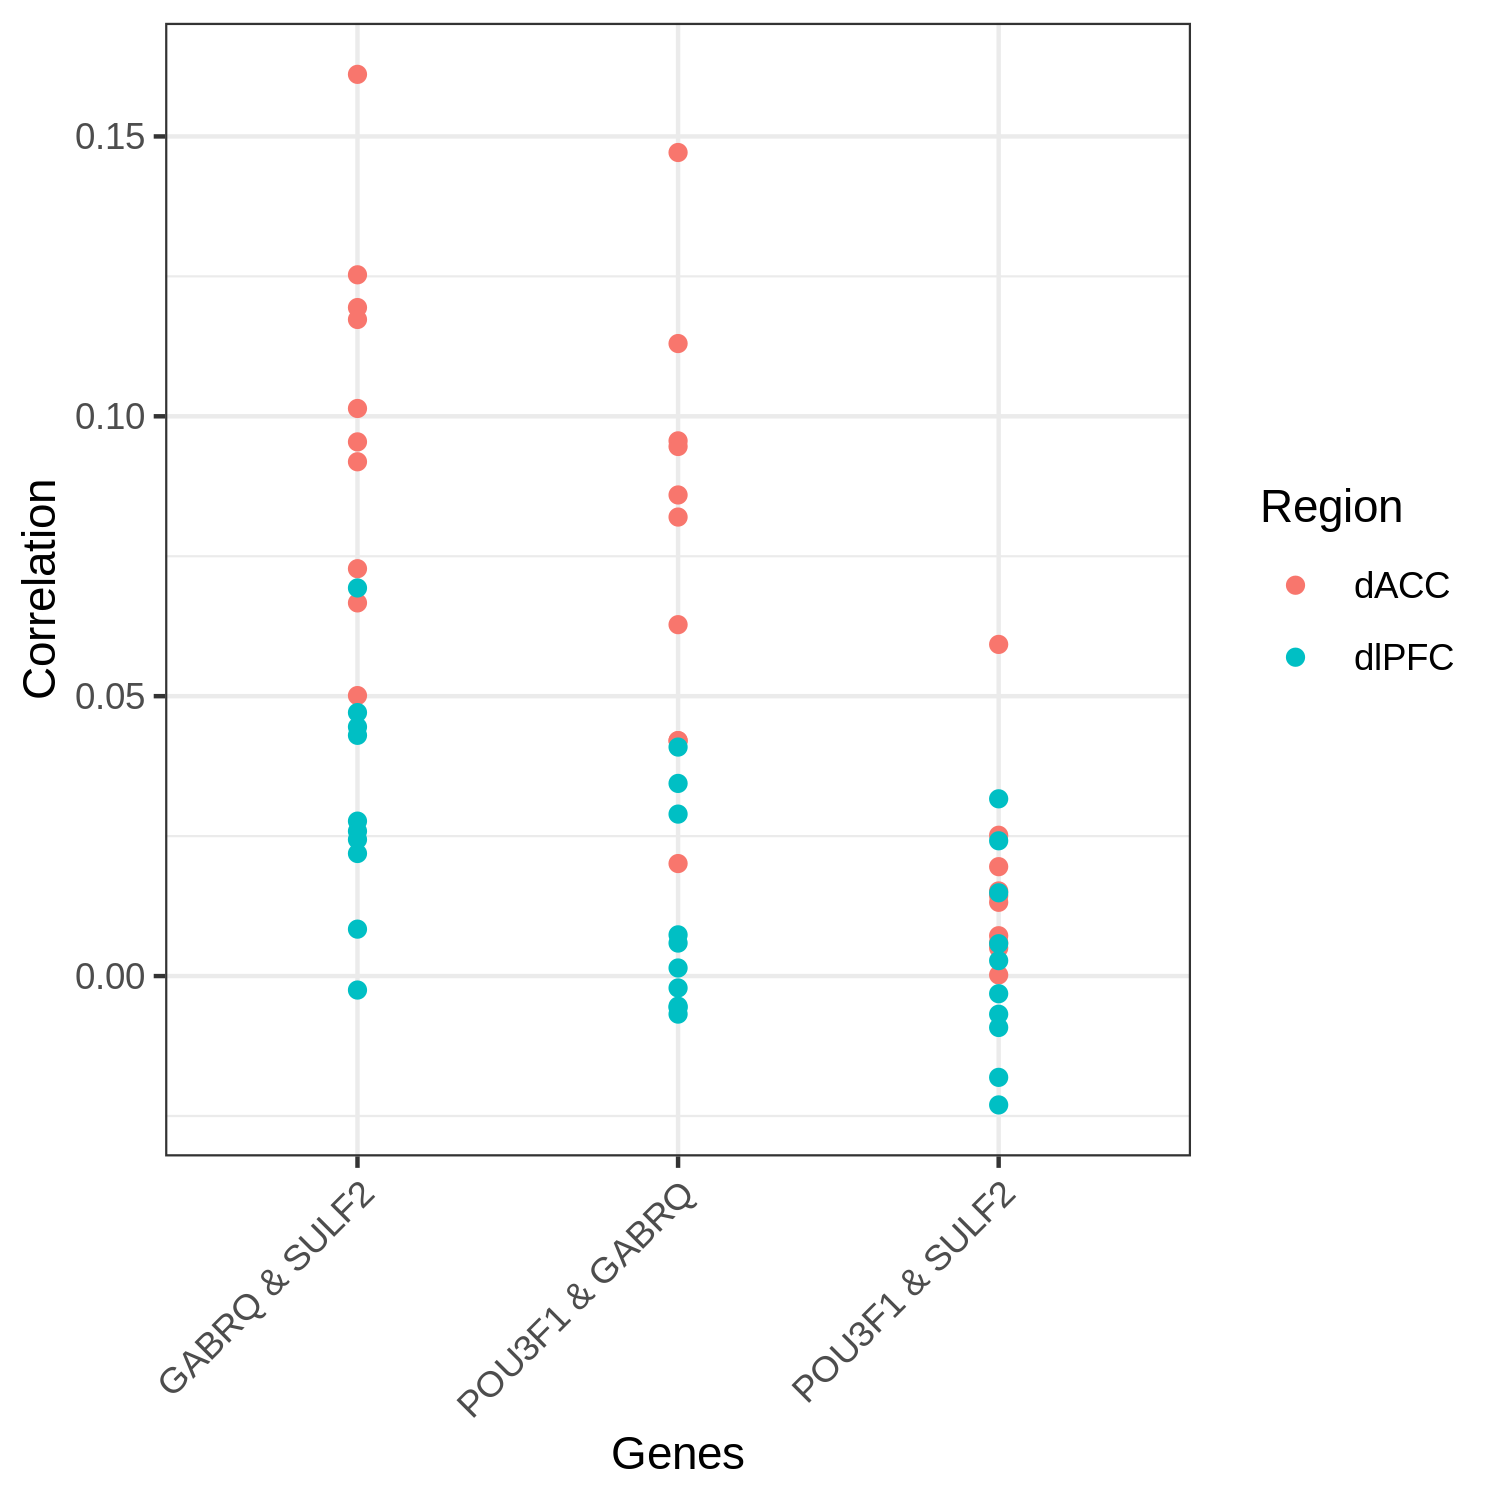 0.15
0.10
0.05
0.00
Correlation
GABRQ & SULF2
POU3F1 & GABRQ
POU3F1 & SULF2
Genes
Region
dACC
dlPFC